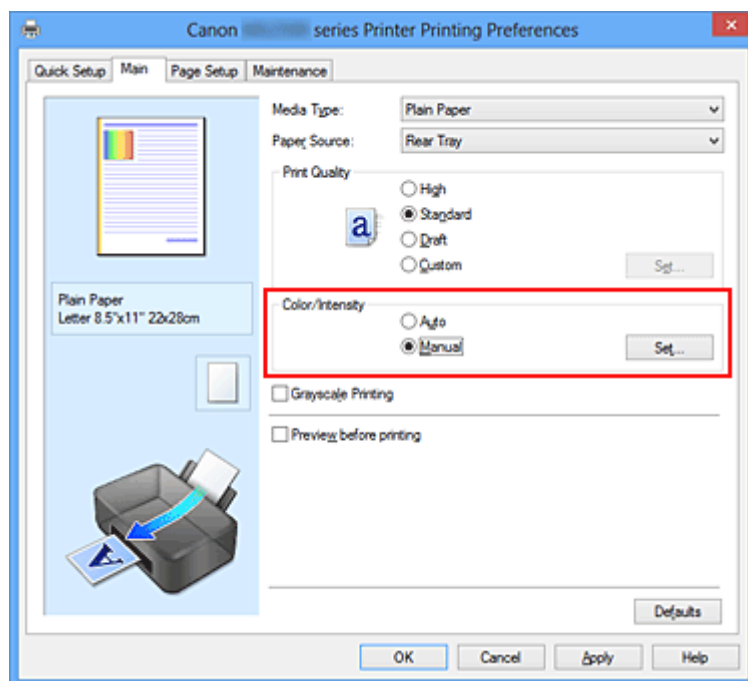 Canon series Printer Printing Preferences
Quick Setup Main Page Setup Maintenance
Media Type: Plain Paper
Paper Source: Rear Tray
Print Quality
High
a Standard
Draft
Custom Set...
Plain Paper
Letter 8.5"x11" 22x28cm
Color/Intensity
Auto
Manual Set...
Grayscale Printing
Preview before printing
A
Defaults
OK Cancel Apply Help